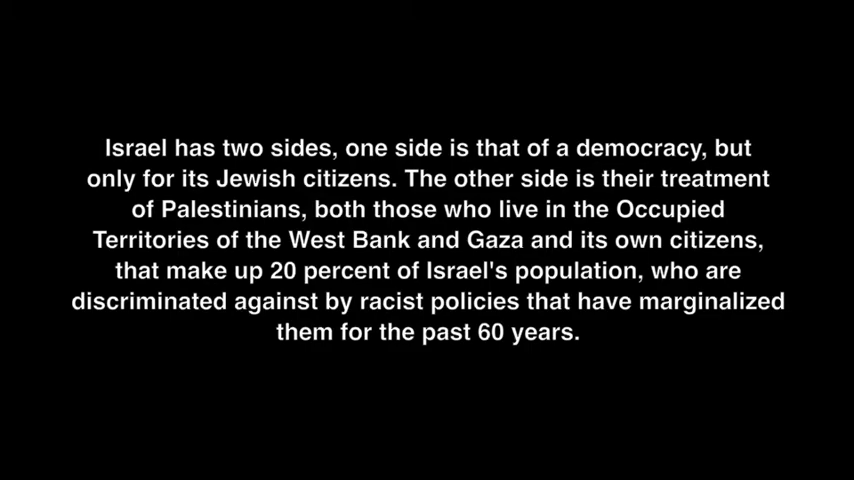 Israel has two sides, one side is that of a democracy, but
only for its Jewish citizens. The other side is their treatment
of Palestinians, both those who live in the Occupied
Territories of the West Bank and Gaza and its own citizens,
that make up 20 percent of Israel's population, who are
discriminated against by racist policies that have marginalized
them for the past 60 years.